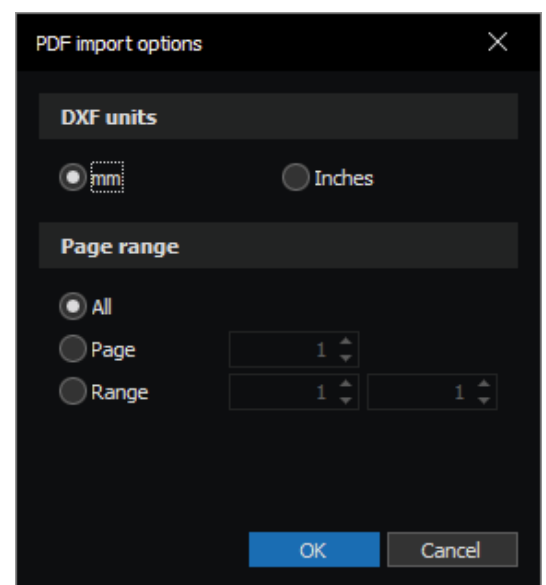 PDF import options
DXF units
mm Inches
Page range
All
Page 1
Range 1 1
OK Cancel